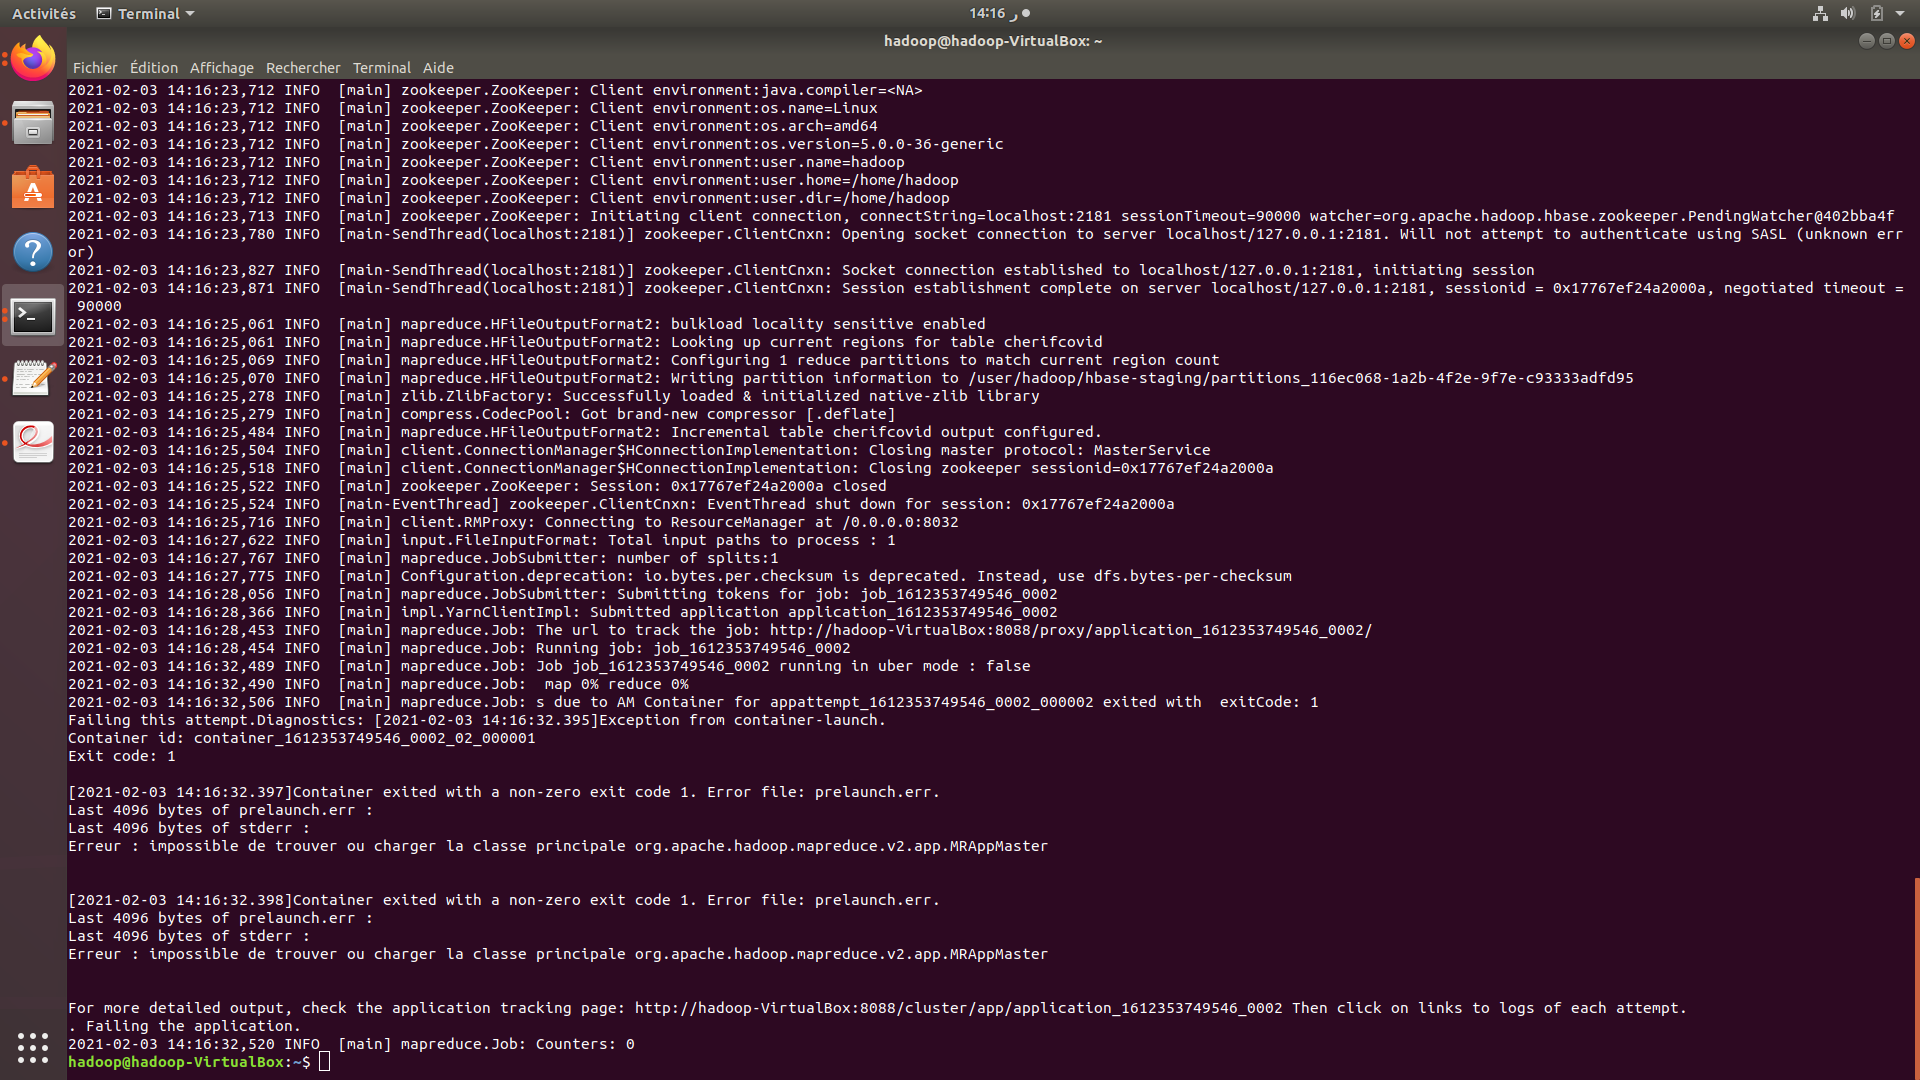 Activités
Terminal
14:16 ر
hadoop@hadoop-VirtualBox: ~
Fichier Édition Affichage Rechercher Terminal Aide
2021-02-03 14:16:23,712 INFO  [main] zookeeper.ZooKeeper: Client environment:java.compiler=<NA>
2021-02-03 14:16:23,712 INFO  [main] zookeeper.ZooKeeper: Client environment:os.name=Linux
2021-02-03 14:16:23,712 INFO  [main] zookeeper.ZooKeeper: Client environment:os.arch=amd64
2021-02-03 14:16:23,712 INFO  [main] zookeeper.ZooKeeper: Client environment:os.version=5.0.0-36-generic
2021-02-03 14:16:23,712 INFO  [main] zookeeper.ZooKeeper: Client environment:user.name=hadoop
2021-02-03 14:16:23,712 INFO  [main] zookeeper.ZooKeeper: Client environment:user.home=/home/hadoop
2021-02-03 14:16:23,712 INFO  [main] zookeeper.ZooKeeper: Client environment:user.dir=/home/hadoop
2021-02-03 14:16:23,713 INFO  [main] zookeeper.ZooKeeper: Initiating client connection, connectString=localhost:2181 sessionTimeout=90000 watcher=org.apache.hadoop.hbase.zookeeper.PendingWatcher@402bba4f
2021-02-03 14:16:23,780 INFO  [main-SendThread(localhost:2181)] zookeeper.ClientCnxn: Opening socket connection to server localhost/127.0.0.1:2181. Will not attempt to authenticate using SASL (unknown err
or)
2021-02-03 14:16:23,827 INFO  [main-SendThread(localhost:2181)] zookeeper.ClientCnxn: Socket connection established to localhost/127.0.0.1:2181, initiating session
2021-02-03 14:16:23,871 INFO  [main-SendThread(localhost:2181)] zookeeper.ClientCnxn: Session establishment complete on server localhost/127.0.0.1:2181, sessionid = 0x17767ef24a2000a, negotiated timeout =
 90000
2021-02-03 14:16:25,061 INFO  [main] mapreduce.HFileOutputFormat2: bulkload locality sensitive enabled
2021-02-03 14:16:25,061 INFO  [main] mapreduce.HFileOutputFormat2: Looking up current regions for table cherifcovid
2021-02-03 14:16:25,069 INFO  [main] mapreduce.HFileOutputFormat2: Configuring 1 reduce partitions to match current region count
2021-02-03 14:16:25,070 INFO  [main] mapreduce.HFileOutputFormat2: Writing partition information to /user/hadoop/hbase-staging/partitions_116ec068-1a2b-4f2e-9f7e-c93333adfd95
2021-02-03 14:16:25,278 INFO  [main] zlib.ZlibFactory: Successfully loaded & initialized native-zlib library
2021-02-03 14:16:25,279 INFO  [main] compress.CodecPool: Got brand-new compressor [.deflate]
2021-02-03 14:16:25,484 INFO  [main] mapreduce.HFileOutputFormat2: Incremental table cherifcovid output configured.
2021-02-03 14:16:25,504 INFO  [main] client.ConnectionManager$HConnectionImplementation: Closing master protocol: MasterService
2021-02-03 14:16:25,518 INFO  [main] client.ConnectionManager$HConnectionImplementation: Closing zookeeper sessionid=0x17767ef24a2000a
2021-02-03 14:16:25,522 INFO  [main] zookeeper.ZooKeeper: Session: 0x17767ef24a2000a closed
2021-02-03 14:16:25,524 INFO  [main-EventThread] zookeeper.ClientCnxn: EventThread shut down for session: 0x17767ef24a2000a
2021-02-03 14:16:25,716 INFO  [main] client.RMProxy: Connecting to ResourceManager at /0.0.0.0:8032
2021-02-03 14:16:27,622 INFO  [main] input.FileInputFormat: Total input paths to process : 1
2021-02-03 14:16:27,767 INFO  [main] mapreduce.JobSubmitter: number of splits:1
2021-02-03 14:16:27,775 INFO  [main] Configuration.deprecation: io.bytes.per.checksum is deprecated. Instead, use dfs.bytes-per-checksum
2021-02-03 14:16:28,056 INFO  [main] mapreduce.JobSubmitter: Submitting tokens for job: job_1612353749546_0002
2021-02-03 14:16:28,366 INFO  [main] impl.YarnClientImpl: Submitted application application_1612353749546_0002
2021-02-03 14:16:28,453 INFO  [main] mapreduce.Job: The url to track the job: http://hadoop-VirtualBox:8088/proxy/application_1612353749546_0002/
2021-02-03 14:16:28,454 INFO  [main] mapreduce.Job: Running job: job_1612353749546_0002
2021-02-03 14:16:32,489 INFO  [main] mapreduce.Job: Job job_1612353749546_0002 running in uber mode : false
2021-02-03 14:16:32,490 INFO  [main] mapreduce.Job:  map 0% reduce 0%
2021-02-03 14:16:32,506 INFO  [main] mapreduce.Job: s due to AM Container for appattempt_1612353749546_0002_000002 exited with  exitCode: 1
Failing this attempt.Diagnostics: [2021-02-03 14:16:32.395]Exception from container-launch.
Container id: container_1612353749546_0002_02_000001
Exit code: 1
[2021-02-03 14:16:32.397]Container exited with a non-zero exit code 1. Error file: prelaunch.err.
Last 4096 bytes of prelaunch.err :
Last 4096 bytes of stderr :
Erreur : impossible de trouver ou charger la classe principale org.apache.hadoop.mapreduce.v2.app.MRAppMaster
[2021-02-03 14:16:32.398]Container exited with a non-zero exit code 1. Error file: prelaunch.err.
Last 4096 bytes of prelaunch.err :
Last 4096 bytes of stderr :
Erreur : impossible de trouver ou charger la classe principale org.apache.hadoop.mapreduce.v2.app.MRAppMaster
For more detailed output, check the application tracking page: http://hadoop-VirtualBox:8088/cluster/app/application_1612353749546_0002 Then click on links to logs of each attempt.
. Failing the application.
2021-02-03 14:16:32,520 INFO  [main] mapreduce.Job: Counters: 0
hadoop@hadoop-VirtualBox:~$